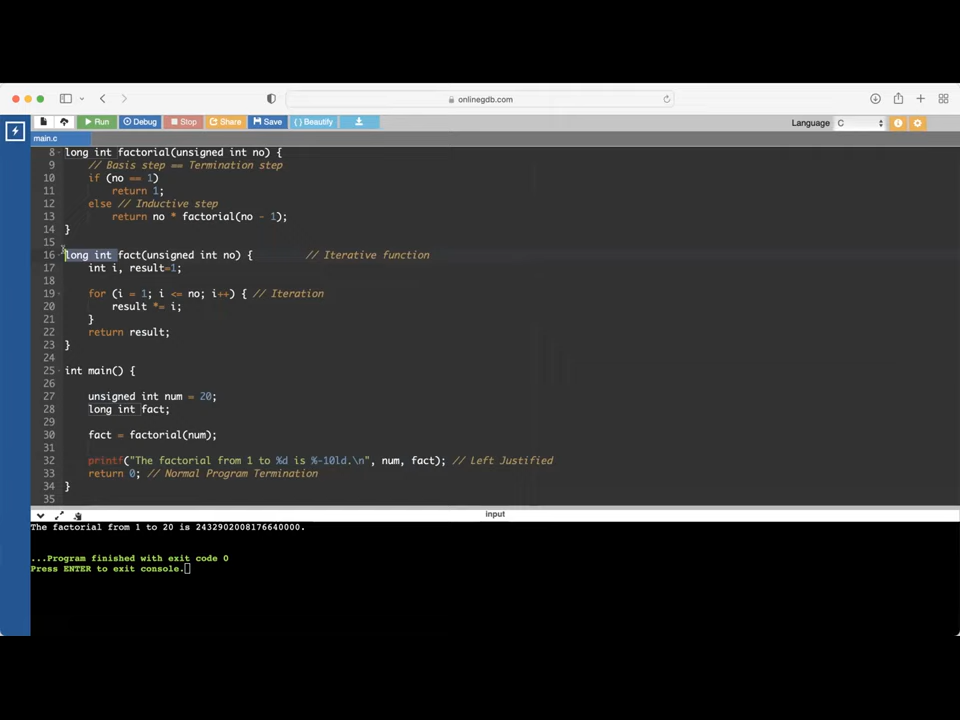 onlinegdb.com
Run Debug Stop Share Save { } Beautify Language C
main.c
8 long int factorial(unsigned int no) {
9 // Basis step == Termination step
10 if (no == 1)
11 return 1;
12 else // Inductive step
13 return no * factorial(no - 1);
14 }
15
16 long int fact(unsigned int no) { // Iterative function
17 int i, result=1;
18
19 for (i = 1; i <= no; i++) { // Iteration
20 result *= i;
21 }
22 return result;
23 }
24
25 int main() {
26
27 unsigned int num = 20;
28 long int fact;
29
30 fact = factorial(num);
31
32 printf("The factorial from 1 to %d is %-10ld.\n", num, fact); // Left Justified
33 return 0; // Normal Program Termination
34 }
35
input
The factorial from 1 to 20 is 2432902008176640000.
...Program finished with exit code 0
Press ENTER to exit console.